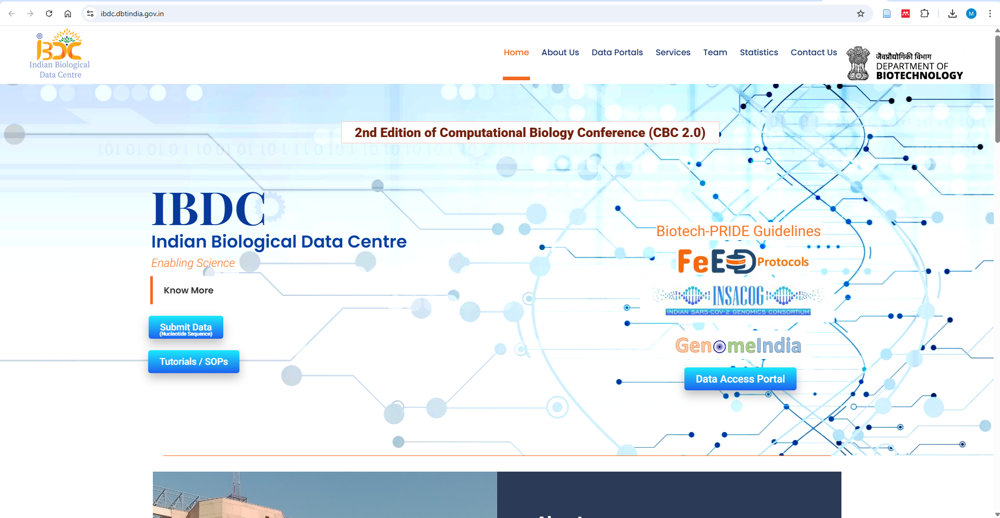 ibdc.dbtindia.gov.in
M
IBDC
Indian Biological
Data Centre
Home
About Us
Data Portals
Services
Team
Statistics
Contact Us
जैवप्रौद्योगिकी विभाग
DEPARTMENT OF
BIOTECHNOLOGY
2nd Edition of Computational Biology Conference (CBC 2.0)
IBDC
Indian Biological Data Centre
Enabling Science
Know More
Submit Data
(Nucleotide Sequence)
Tutorials / SOPs
Biotech-PRIDE Guidelines
FeED Protocols
INSACOG
INDIAN SARS-COV-2 GENOMICS CONSORTIUM
GenomeIndia
Data Access Portal